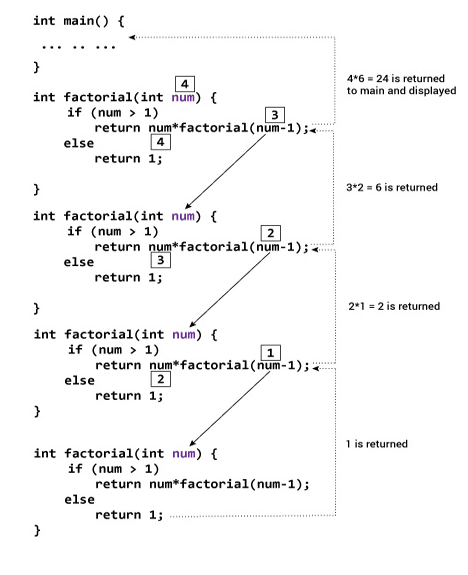 int main() {
... .. ...
}
4
int factorial(int num) {
if (num > 1)
3
return num*factorial(num-1);
else
4
return 1;
}
4*6 = 24 is returned
to main and displayed
int factorial(int num) {
if (num > 1)
2
return num*factorial(num-1);
else
3
return 1;
}
3*2 = 6 is returned
int factorial(int num) {
if (num > 1)
1
return num*factorial(num-1);
else
2
return 1;
}
2*1 = 2 is returned
int factorial(int num) {
if (num > 1)
return num*factorial(num-1);
else
return 1;
}
1 is returned